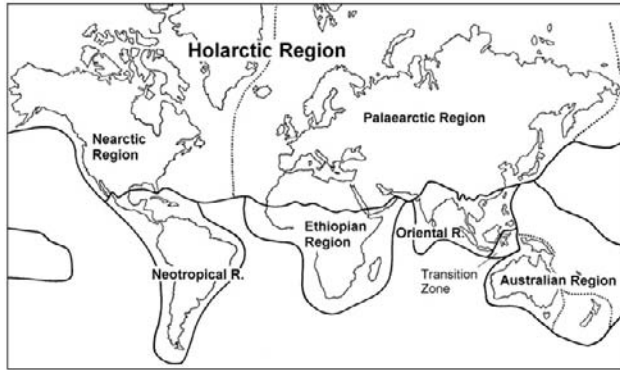 Holarctic Region
Nearctic
Region
Palaearctic Region
Ethiopian
Region
Oriental R.
Neotropical R.
Transition
Zone
Australian Region